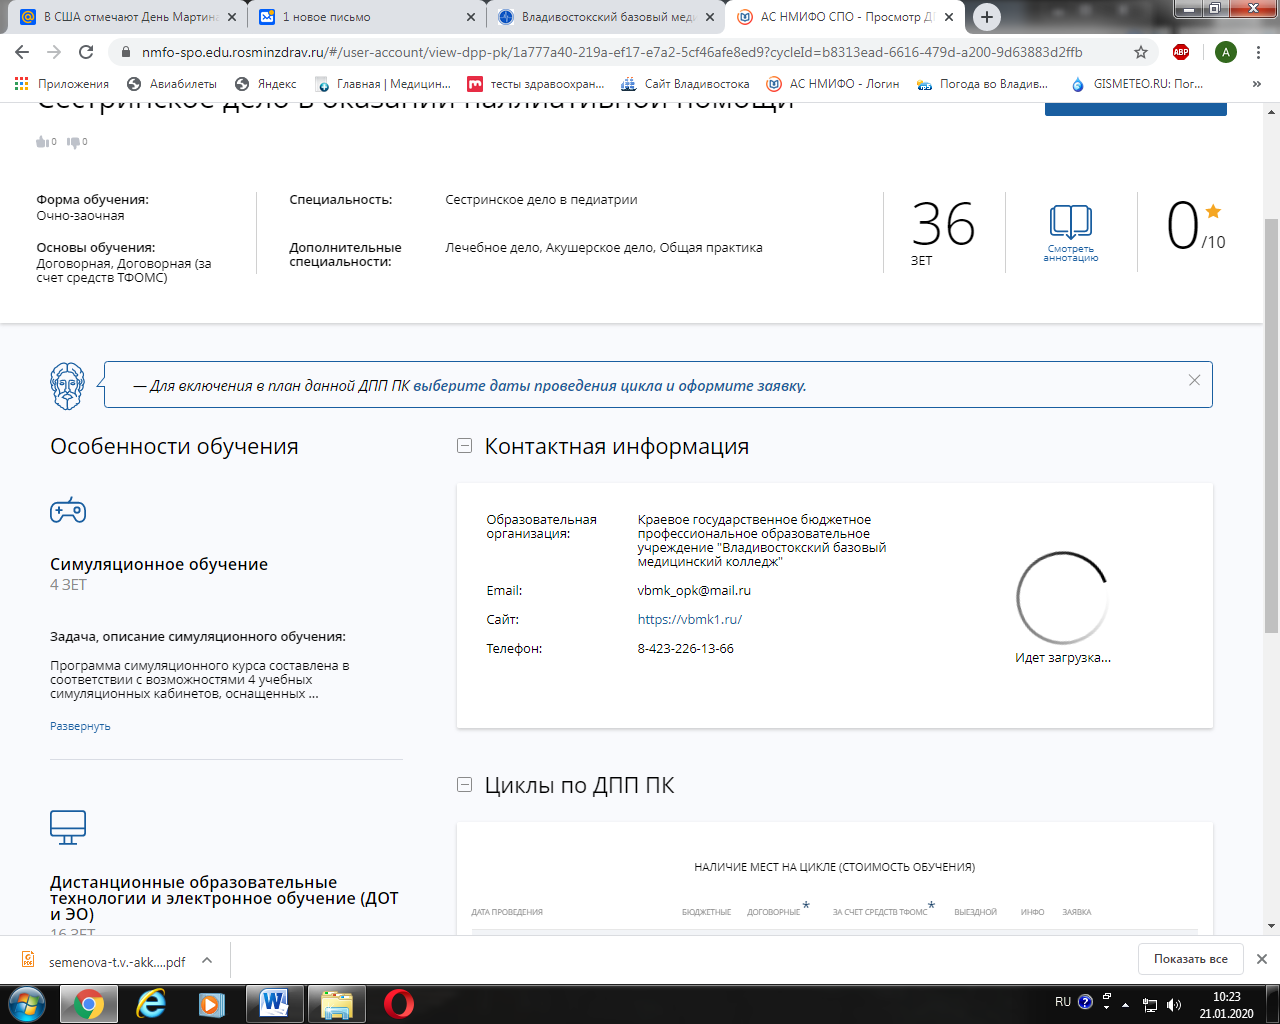 В США отмечают День Мартина
1 новое письмо
Владивостокский базовый мед
АС НМИФО СПО - Просмотр Д
nmfo-spo.edu.rosminzdrav.ru/#/user-account/view-dpp-pk/1a777a40-219a-ef17-e7a2-5cf46afe8ed9?cycleId=b8313ead-6616-479d-a200-9d63883d2ffb
ABP
A
Приложения
Авиабилеты
Яндекс
Главная | Медицин...
тесты здравоохран...
Сайт Владивостока
АС НМИФО - Логин
Погода во Владив...
GISMETEO.RU: Пог...
»
Сестринское дело в оказании паллиативной помощи
0
0
Форма обучения:
Очно-заочная
Основы обучения:
Договорная, Договорная (за
счет средств ТФОМС)
Специальность:
Сестринское дело в педиатрии
Дополнительные
специальности:
Лечебное дело, Акушерское дело, Общая практика
36
ЗЕТ
Смотреть
аннотацию
0/10
— Для включения в план данной ДПП ПК выберите даты проведения цикла и оформите заявку.
Особенности обучения
Симуляционное обучение
4 ЗЕТ
Задача, описание симуляционного обучения:
Программа симуляционного курса составлена в
соответствии с возможностями 4 учебных
симуляционных кабинетов, оснащенных ...
Развернуть
Дистанционные образовательные
технологии и электронное обучение (ДОТ
и ЭО)
16 ЗЕТ
Контактная информация
Образовательная
организация:
Краевое государственное бюджетное
профессиональное образовательное
учреждение "Владивостокский базовый
медицинский колледж"
Email:
vbmk_opk@mail.ru
Сайт:
https://vbmk1.ru/
Телефон:
8-423-226-13-66
Идет загрузка...
Циклы по ДПП ПК
НАЛИЧИЕ МЕСТ НА ЦИКЛЕ (СТОИМОСТЬ ОБУЧЕНИЯ)
ДАТА ПРОВЕДЕНИЯ
БЮДЖЕТНЫЕ
ДОГОВОРНЫЕ*
ЗА СЧЕТ СРЕДСТВ ТФОМС*
ВЫЕЗДНОЙ
ИНФО
ЗАЯВКА
semenova-t.v.-akk....pdf
Показать все
RU
10:23
21.01.2020